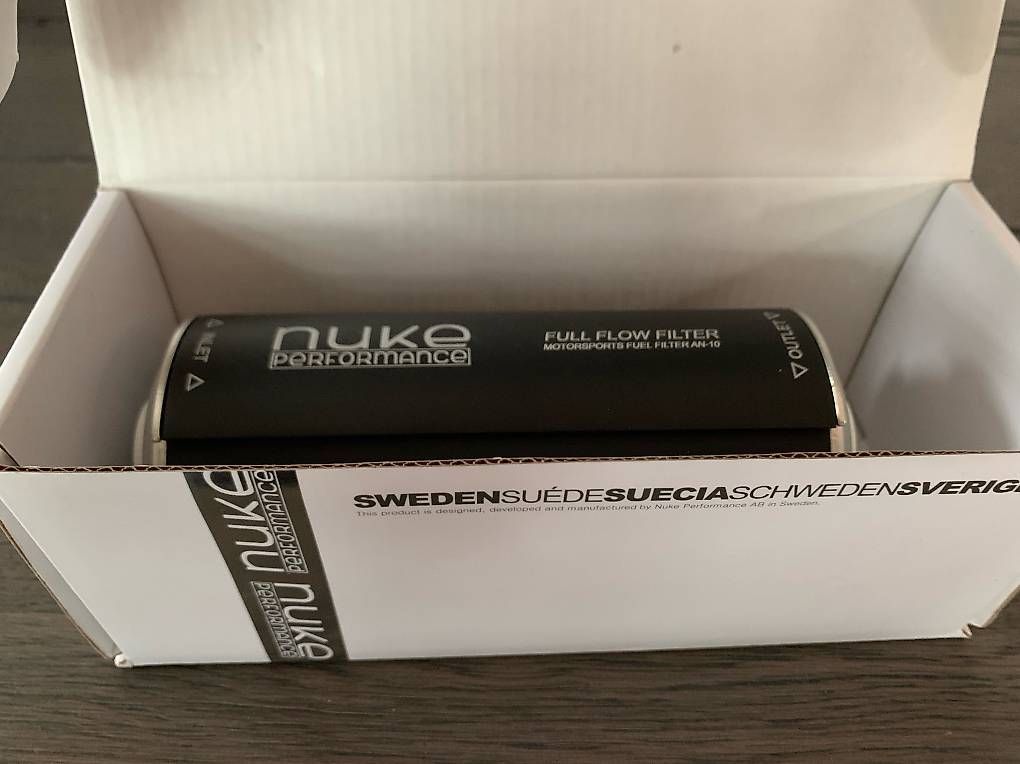 INLET
nuke
PERFORMANCE
FULL FLOW FILTER
MOTORSPORTS FUEL FILTER AN-10
OUTLET
SWEDENSUÉDESUECIASCHWEDENSVERIGE
This product is designed, developed and manufactured by Nuke Performance AB in Sweden.
nuke
PERFORMANCE
nuke
PERFORMANCE